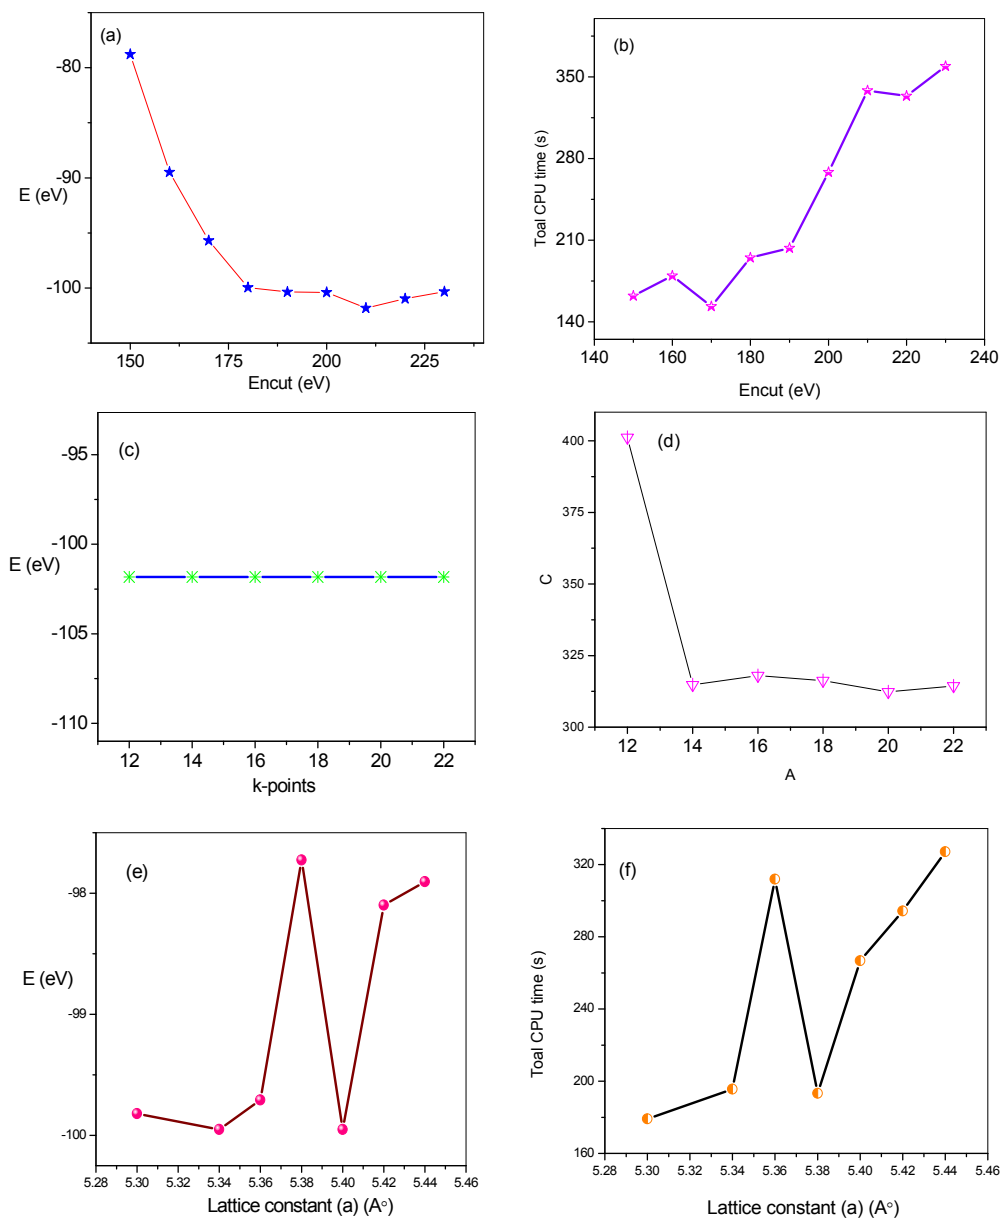 (a)
-80
-90
E (eV)
-100
150 175 200 225
Encut (eV)
(b)
350
280
210
140
Toal CPU time (s)
140 160 180 200 220 240
Encut (eV)
(c)
-95
-100
E (eV)
-105
-110
12 14 16 18 20 22
k-points
(d)
400
375
350
325
300
C
12 14 16 18 20 22
A
(e)
-98
E (eV)
-99
-100
5.28 5.30 5.32 5.34 5.36 5.38 5.40 5.42 5.44 5.46
Lattice constant (a) (A°)
(f)
320
280
240
200
160
Toal CPU time (s)
5.28 5.30 5.32 5.34 5.36 5.38 5.40 5.42 5.44 5.46
Lattice constant (a) (A°)